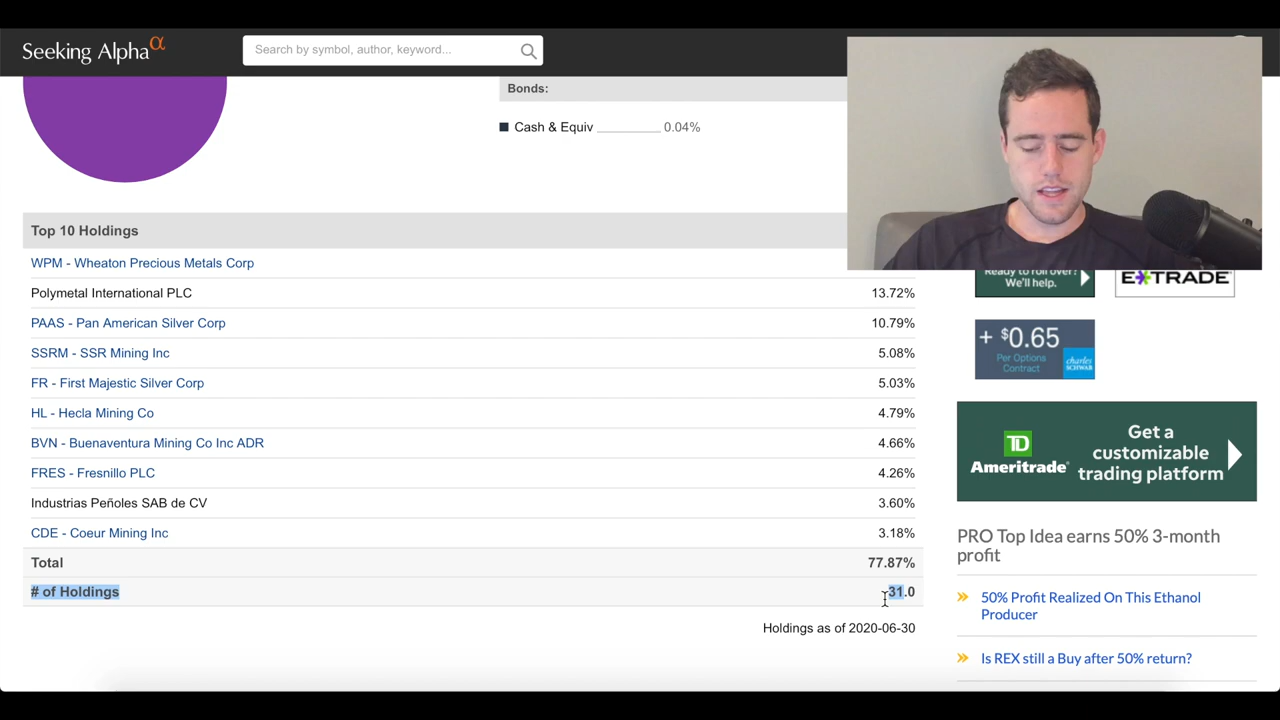 Seeking Alpha α
Search by symbol, author, keyword...
Bonds:
Cash & Equiv 0.04%
Top 10 Holdings
WPM - Wheaton Precious Metals Corp
Polymetal International PLC 13.72%
PAAS - Pan American Silver Corp 10.79%
SSRM - SSR Mining Inc 5.08%
FR - First Majestic Silver Corp 5.03%
HL - Hecla Mining Co 4.79%
BVN - Buenaventura Mining Co Inc ADR 4.66%
FRES - Fresnillo PLC 4.26%
Industrias Peñoles SAB de CV 3.60%
CDE - Coeur Mining Inc 3.18%
Total 77.87%
# of Holdings 31.0
Holdings as of 2020-06-30
Ready to roll over?
We'll help.
E*TRADE
+ $0.65
Per Options
Contract
charles
SCHWAB
TD
Ameritrade
Get a
customizable
trading platform
PRO Top Idea earns 50% 3-month
profit
50% Profit Realized On This Ethanol
Producer
Is REX still a Buy after 50% return?